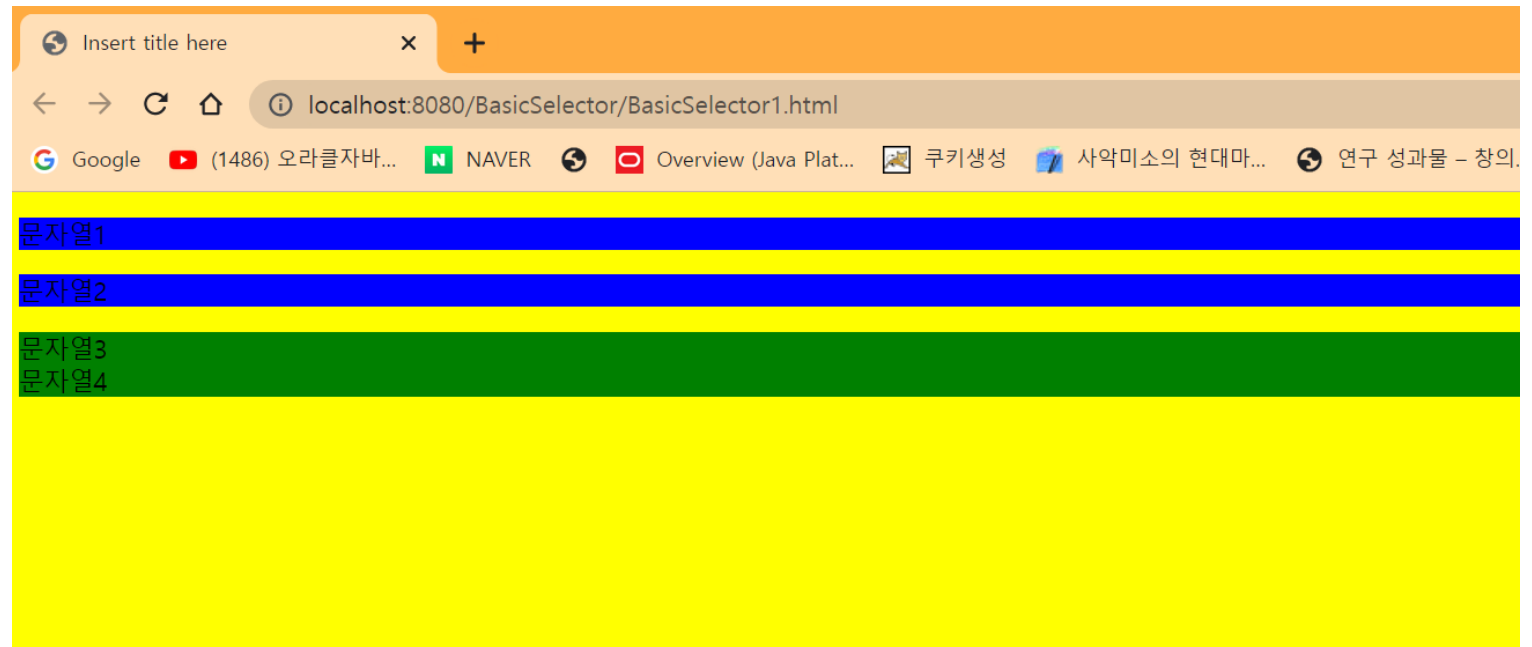 Insert title here
localhost:8080/BasicSelector/BasicSelector1.html
Google (1486) 오라클자바... NAVER Overview (Java Plat... 쿠키생성 사악미소의 현대마... 연구 성과물 – 창의.
문자열1
문자열2
문자열3
문자열4